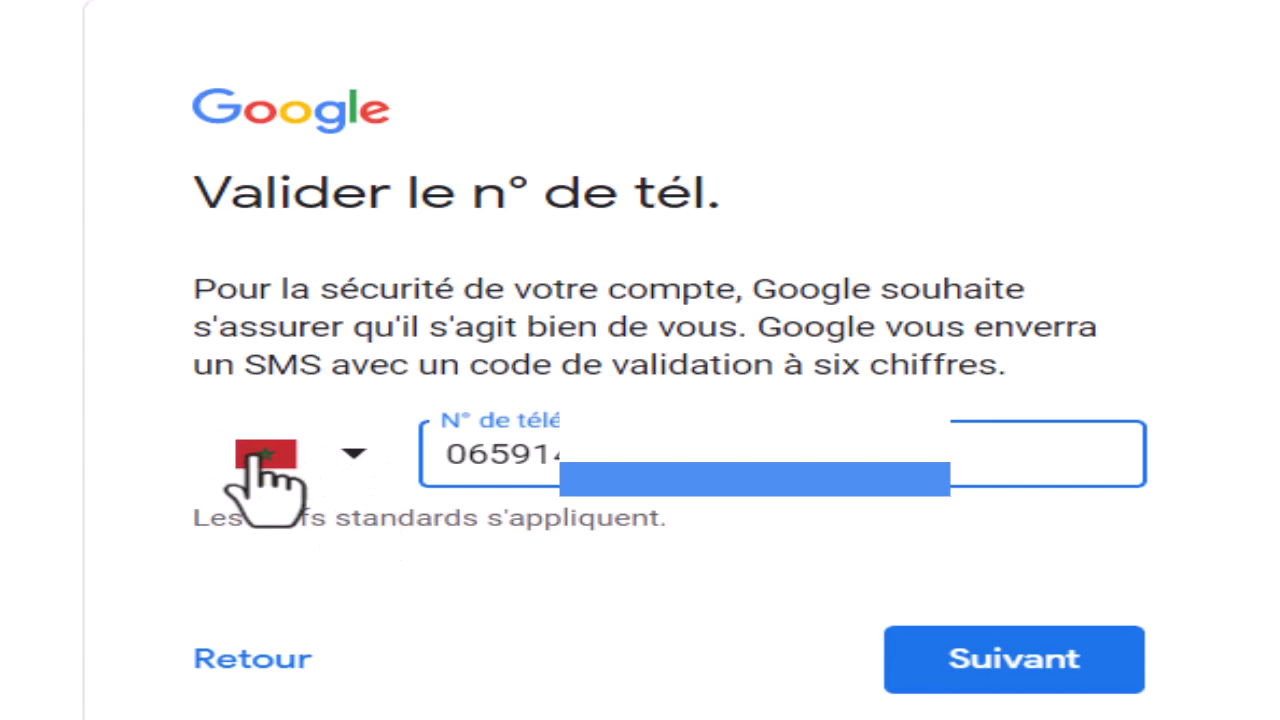 Google
Valider le n° de tél.
Pour la sécurité de votre compte, Google souhaite
s'assurer qu'il s'agit bien de vous. Google vous enverra
un SMS avec un code de validation à six chiffres.
N° de télé
06591
Les standards s'appliquent.
Retour
Suivant